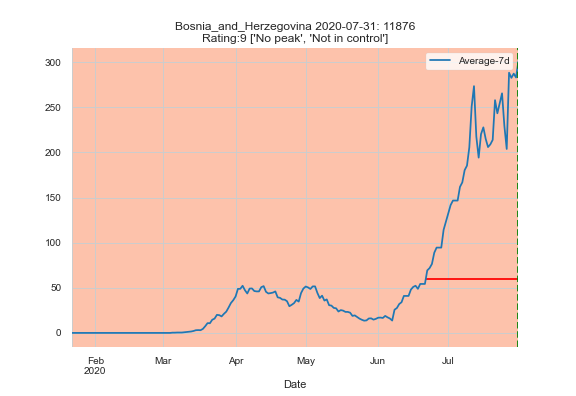 Bosnia_and_Herzegovina 2020-07-31: 11876
Rating:9 ['No peak', 'Not in control']
Average-7d
300
250
200
150
100
50
0
Feb
2020
Mar
Apr
May
Jun
Jul
Date